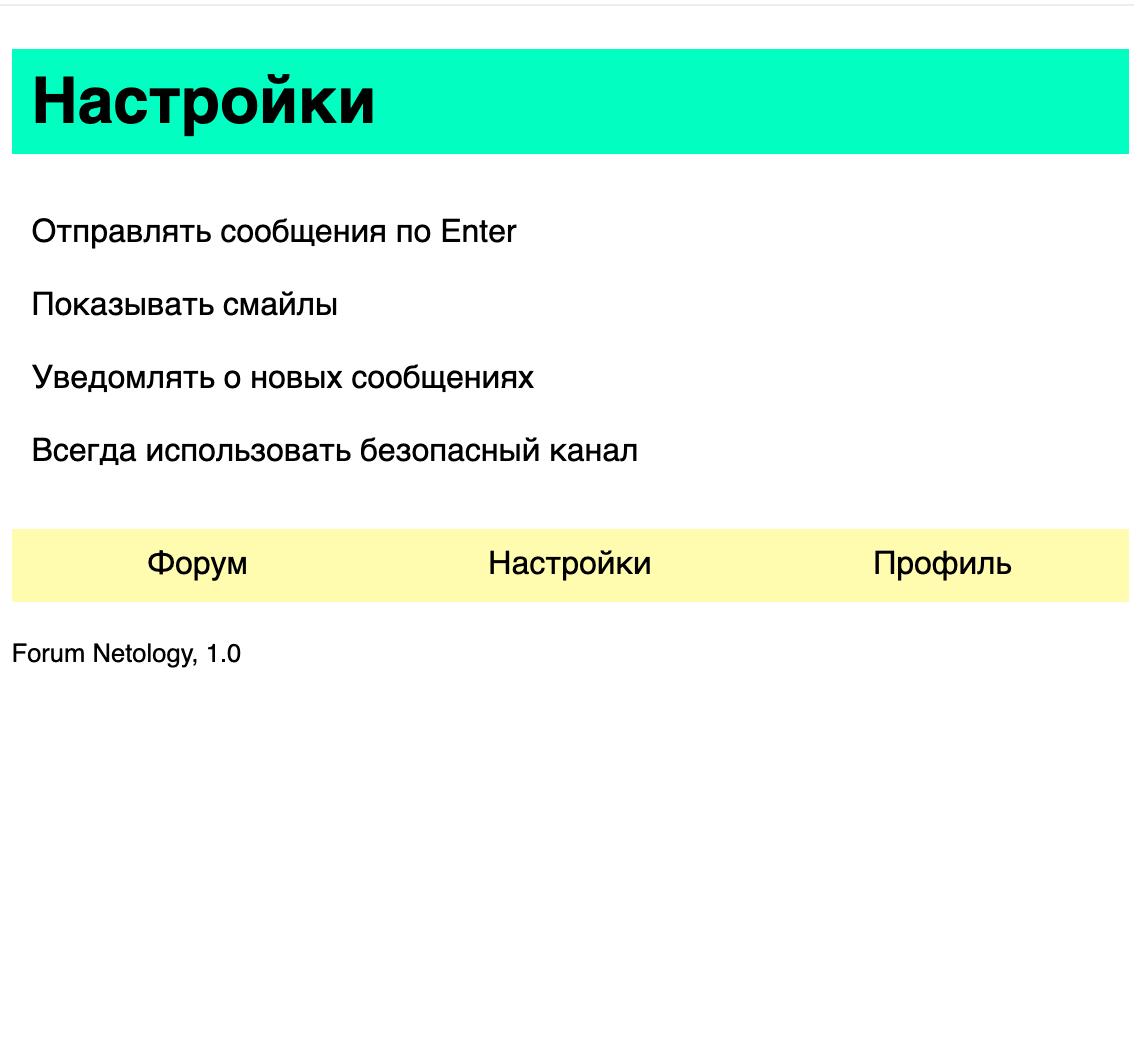 Настройки
Отправлять сообщения по Enter
Показывать смайлы
Уведомлять о новых сообщениях
Всегда использовать безопасный канал
Форум Настройки Профиль
Forum Netology, 1.0